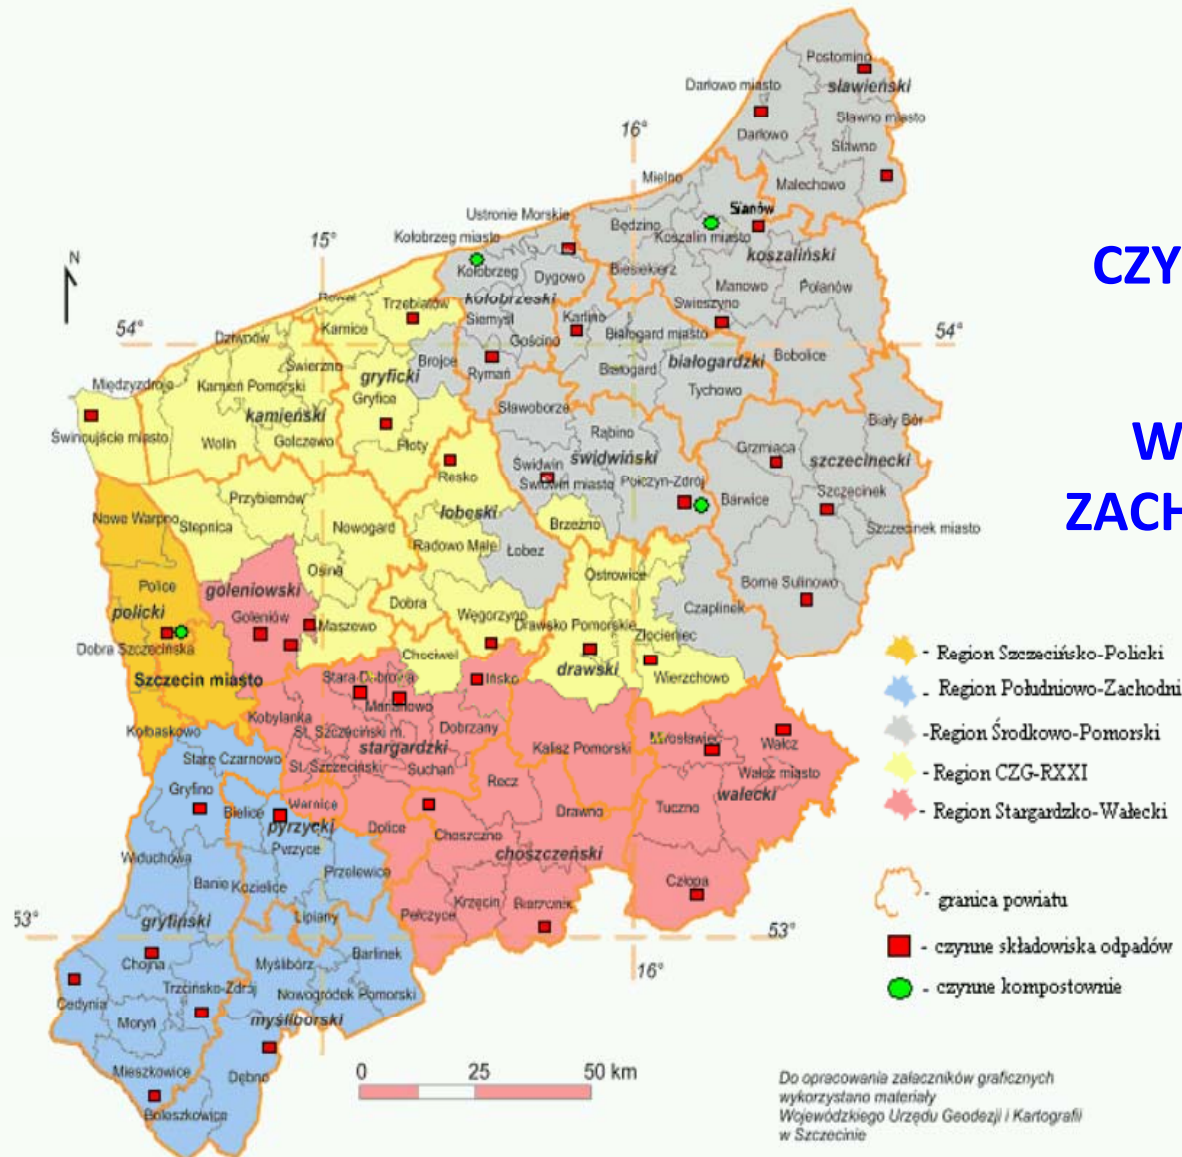 Postomino
sławieński
Darłowo miasto
Sławno miasto
Darłowo
Sławno
16°
Mielno
Malechowo
Sianów
Ustronie Morskie
Będzino
Koszalin miasto
Kołobrzeg miasto
koszaliński
15°
N
Kołobrzeg
Dygowo
Biesiekierz
Manowo
Polanów
CZY
kołobrzeski
Trzebiatów
Świeszyno
Siemyśl
Karlino
54°
Karnice
Gościno
Białogard miasto
54°
Dziwnów
Świerzno
Brojce
Rymań
białogardzki
Bobolice
gryficki
Białogard
Tychowo
Międzyzdroje
Kamień Pomorski
Gryfice
Sławoborze
kamieński
Biały Bór
Świnoujście miasto
Wolin
Golczewo
Płoty
Rąbino
Grzmiąca
W
świdwiński
szczecinecki
Resko
Świdwin
Świdwin miasto
Połczyn-Zdrój
Przybiernów
Barwice
Szczecinek
ZACH
Nowe Warpno
Stepnica
Nowogard
łobeski
Brzeżno
Szczecinek miasto
Radowo Małe
Łobez
Osina
Ostrowice
Police
goleniowski
Borne Sulinowo
policki
Goleniów
Dobra
Węgorzyno
Czaplinek
Maszewo
Drawsko Pomorskie
Dobra Szczecińska
Chociwel
Złocieniec
- Region Szczecińsko-Policki
drawski
Szczecin miasto
Stara Dąbrowa
Ińsko
Wierzchowo
- Region Południowo-Zachodni
Marianowo
Kobylanka
Dobrzany
Kołbaskowo
St. Szczeciński m.
Mirosławiec
-Region Środkowo-Pomorski
stargardzki
Kalisz Pomorski
Wałcz
Stare Czarnowo
St. Szczeciński
Suchań
Wałcz miasto
- Region CZG-RXXI
Recz
wałecki
Gryfino
Bielice
Warnice
Drawno
Tuczno
- Region Stargardzko-Wałecki
pyrzycki
Dolice
Choszczno
Pyrzyce
choszczeński
Widuchowa
Banie
Kozielice
Przelewice
Człopa
- granica powiatu
Krzęcin
Bierzwnik
Pełczyce
53°
gryfiński
Lipiany
53°
- czynne składowiska odpadów
Barlinek
Chojna
Myślibórz
16°
Cedynia
Trzcińsko-Zdrój
Nowogródek Pomorski
- czynne kompostownie
Moryń
myśliborski
Mieszkowice
Dębno
0 25 50 km
Boleszkowice
Do opracowania załączników graficznych
wykorzystano materiały
Wojewódzkiego Urzędu Geodezji i Kartografii
w Szczecinie